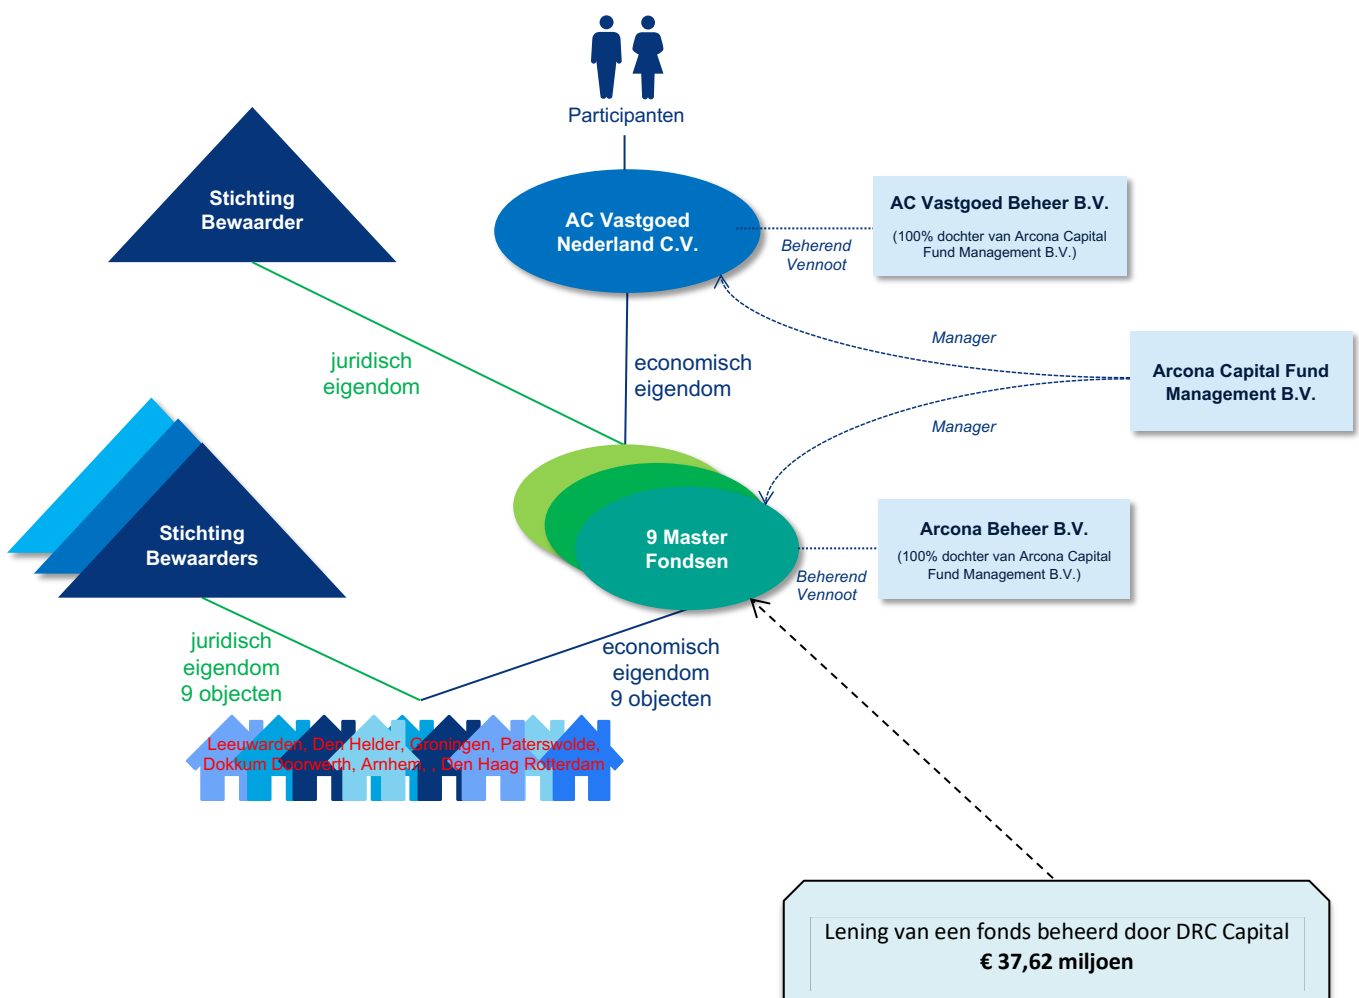 Participanten
Stichting
Bewaarder
AC Vastgoed
Nederland C.V.
Beherend
Vennoot
AC Vastgoed Beheer B.V.
(100% dochter van Arcona Capital
Fund Management B.V.)
juridisch
eigendom
economisch
eigendom
Manager
Manager
Arcona Capital Fund
Management B.V.
Stichting
Bewaarders
9 Master
Fondsen
Beherend
Vennoot
Arcona Beheer B.V.
(100% dochter van Arcona Capital
Fund Management B.V.)
juridisch
eigendom
9 objecten
economisch
eigendom
9 objecten
Leeuwarden, Den Helder, Groningen, Paterswolde,
Dokkum Doorwerth, Arnhem, , Den Haag Rotterdam
Lening van een fonds beheerd door DRC Capital
€ 37,62 miljoen